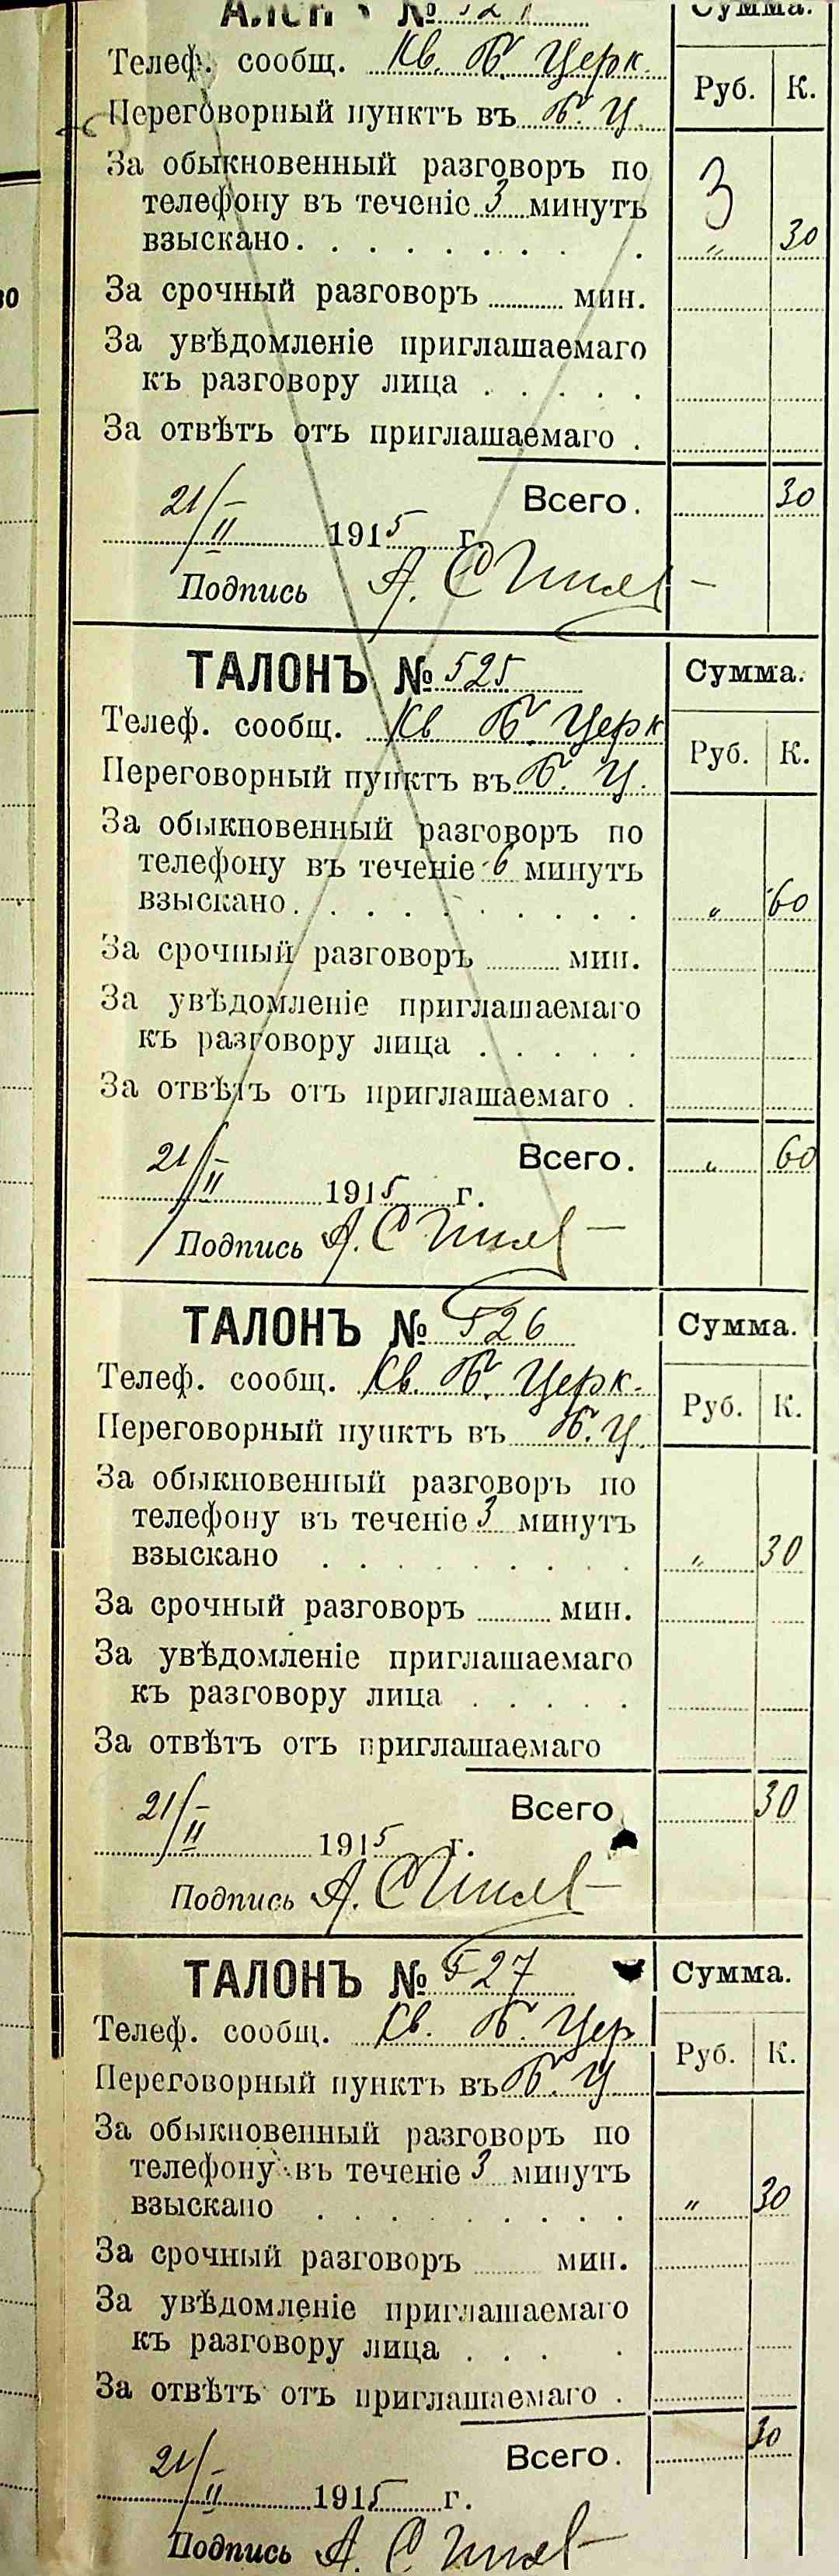 № 52
Сумма.
Телеф. сообщ. Кв. Б. Церк.
Руб. К.
Переговорный пунктъ въ Б. Ц.
За обыкновенный разговоръ по
телефону въ теченіе 3 минутъ 3
взыскано. . . . . . . . . . „ 30
За срочный разговоръ ......... мин.
За увѣдомленіе приглашаемаго
къ разговору лица . . . . .
За отвѣтъ отъ приглашаемаго .
Всего. 30
21/II 1915 г.
Подпись
ТАЛОНЪ № 525
Сумма.
Телеф. сообщ. Кв Б. Церк
Руб. К.
Переговорный пунктъ въ Б. Ц.
За обыкновенный разговоръ по
телефону въ теченіе 6 минутъ
взыскано. . . . . . . . . . „ 60
За срочный разговоръ ......... мин.
За увѣдомленіе приглашаемаго
къ разговору лица . . . . .
За отвѣтъ отъ приглашаемаго .
Всего. „ 60
21/II 1915 г.
Подпись
ТАЛОНЪ № 526
Сумма.
Телеф. сообщ. Кв. Б. Церк.
Руб. К.
Переговорный пунктъ въ Б. Ц.
За обыкновенный разговоръ по
телефону въ теченіе 3 минутъ
взыскано . . . . . . . . . „ 30
За срочный разговоръ ......... мин.
За увѣдомленіе приглашаемаго
къ разговору лица . . . . .
За отвѣтъ отъ приглашаемаго
Всего 30
21/II 1915 г.
Подпись
ТАЛОНЪ № 527
Сумма.
Телеф. сообщ. Кв. Б. Цер
Руб. К.
Переговорный пунктъ въ Б. Ц
За обыкновенный разговоръ по
телефону въ теченіе 3 минутъ
взыскано . . . . . . . . . „ 30
За срочный разговоръ ......... мин.
За увѣдомленіе приглашаемаго
къ разговору лица . . . .
За отвѣтъ отъ приглашаемаго .
Всего. 30
21/II 1915 г.
Подпись